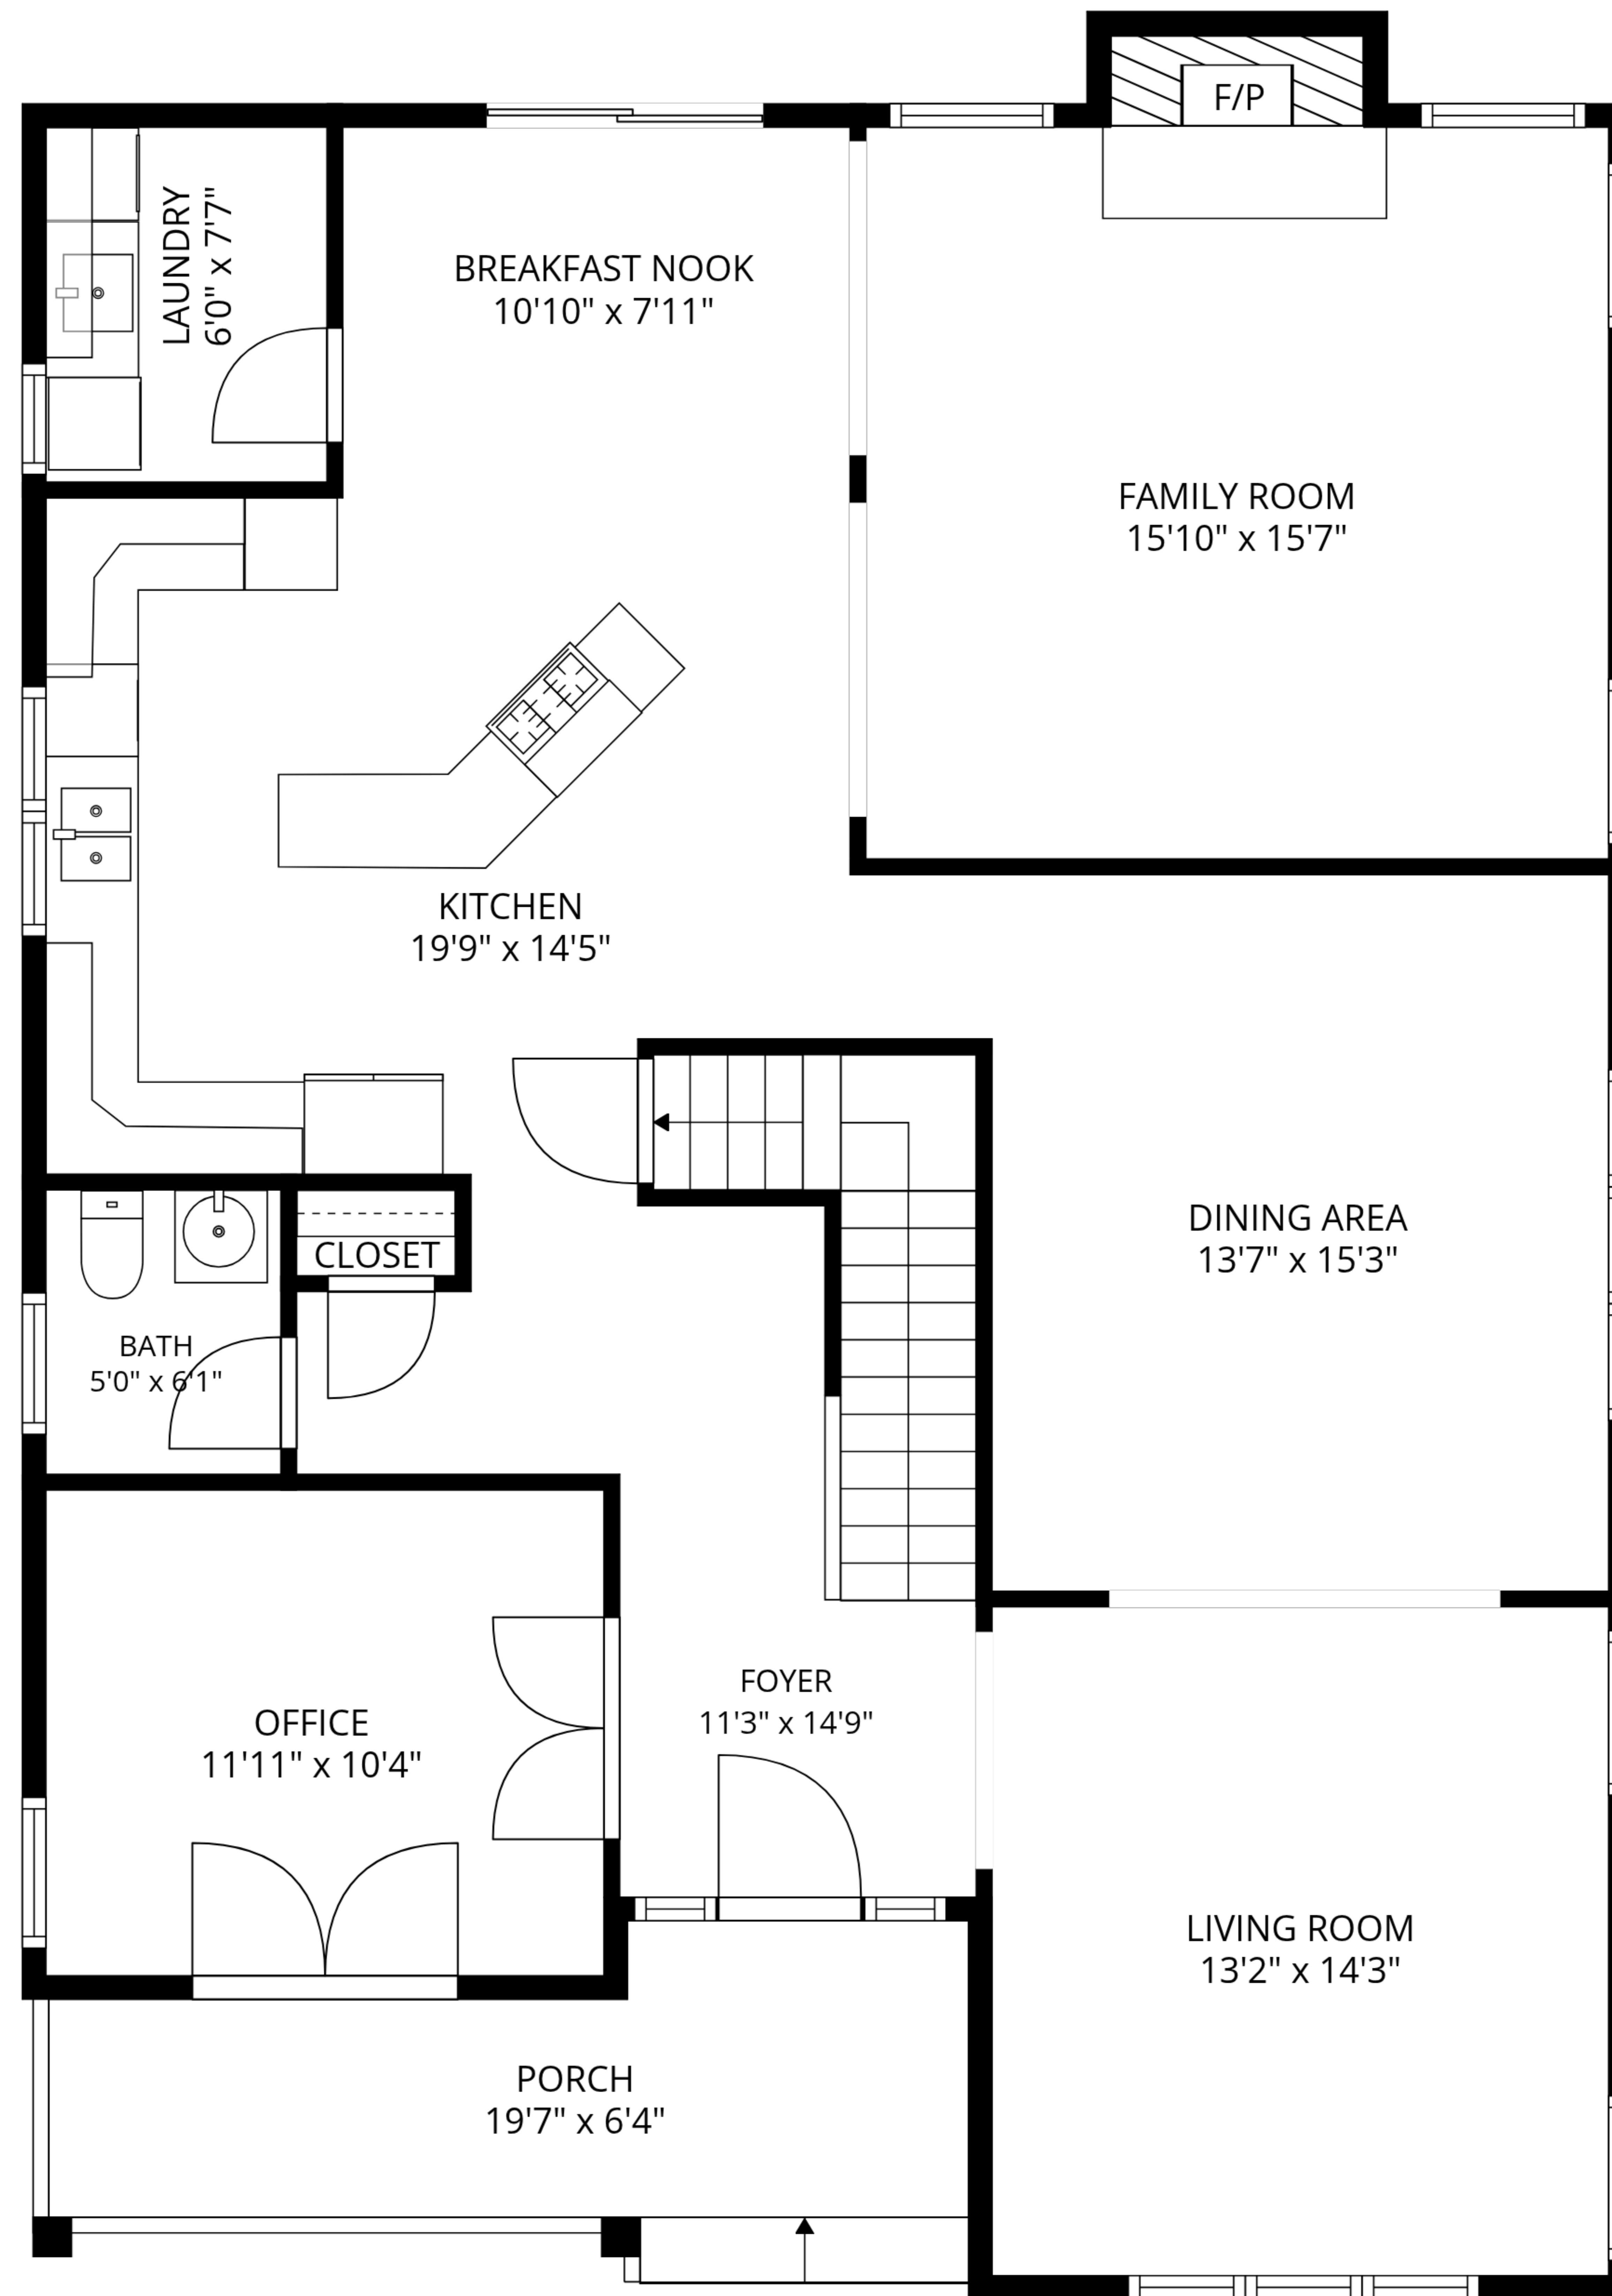 F/P
LAUNDRY
6'0" x 7'7"
BREAKFAST NOOK
10'10" x 7'11"
FAMILY ROOM
15'10" x 15'7"
KITCHEN
19'9" x 14'5"
DINING AREA
13'7" x 15'3"
CLOSET
BATH
5'0" x 6'1"
FOYER
11'3" x 14'9"
OFFICE
11'11" x 10'4"
LIVING ROOM
13'2" x 14'3"
PORCH
19'7" x 6'4"